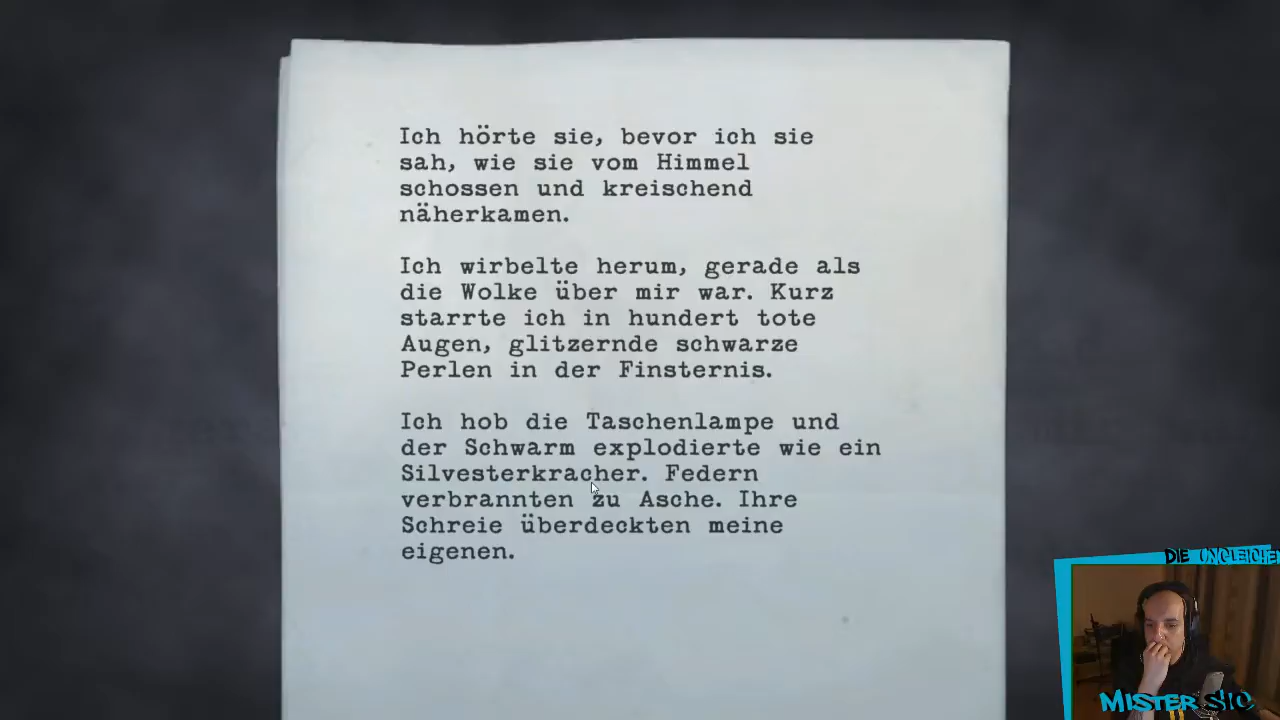 Ich hörte sie, bevor ich sie
sah, wie sie vom Himmel
schossen und kreischend
näherkamen.
Ich wirbelte herum, gerade als
die Wolke über mir war. Kurz
starrte ich in hundert tote
Augen, glitzernde schwarze
Perlen in der Finsternis.
Ich hob die Taschenlampe und
der Schwarm explodierte wie ein
Silvesterkracher. Federn
verbrannten zu Asche. Ihre
Schreie überdeckten meine
eigenen.
DIE UNGLEICHEN
MISTER SIC